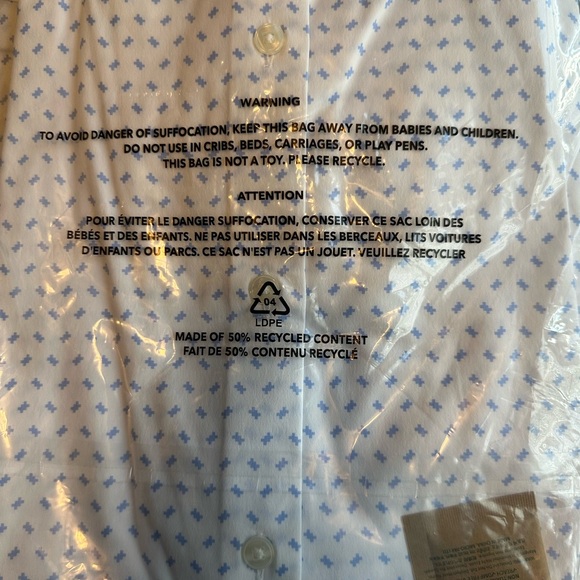 WARNING
TO AVOID DANGER OF SUFFOCATION, KEEP THIS BAG AWAY FROM BABIES AND CHILDREN.
DO NOT USE IN CRIBS, BEDS, CARRIAGES, OR PLAY PENS.
THIS BAG IS NOT A TOY. PLEASE RECYCLE.
ATTENTION
POUR ÉVITER LE DANGER SUFFOCATION, CONSERVER CE SAC LOIN DES
BÉBÉS ET DES ENFANTS. NE PAS UTILISER DANS LES BERCEAUX, LITS VOITURES
D'ENFANTS OU PARCS. CE SAC N'EST PAS UN JOUET. VEUILLEZ RECYCLER
04
LDPE
MADE OF 50% RECYCLED CONTENT
FAIT DE 50% CONTENU RECYCLÉ